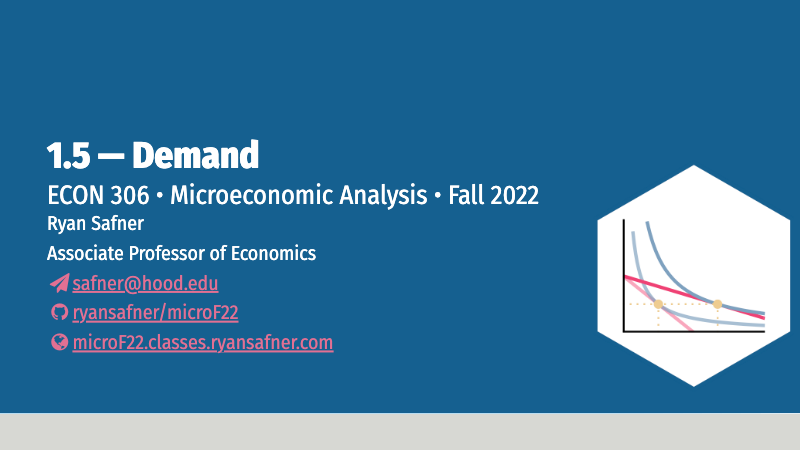 1.5 — Demand
ECON 306 • Microeconomic Analysis • Fall 2022
Ryan Safner
Associate Professor of Economics
safner@hood.edu
ryansafner/microF22
microF22.classes.ryansafner.com